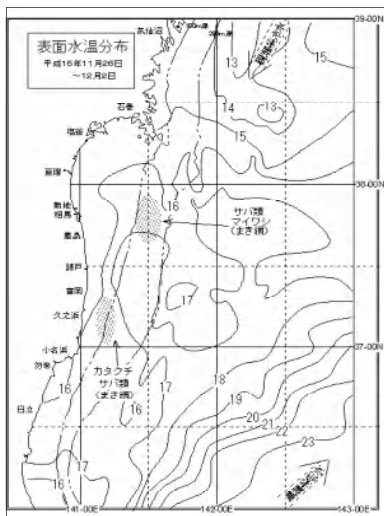 表面水温分布
平成16年11月26日
～12月2日
気仙沼
石巻
塩釜
亘理
新地
相馬
鹿島
請戸
富岡
久之浜
小名浜
勿来
日立
39-00N
38-00N
37-00N
141-00E
142-00E
143-00E
13
13
14
15
15
16
サバ類
マイワシ
(まき網)
17
カタクチ
サバ類
(まき網)
16
17
16
17
16
18
19
20
21
22
23